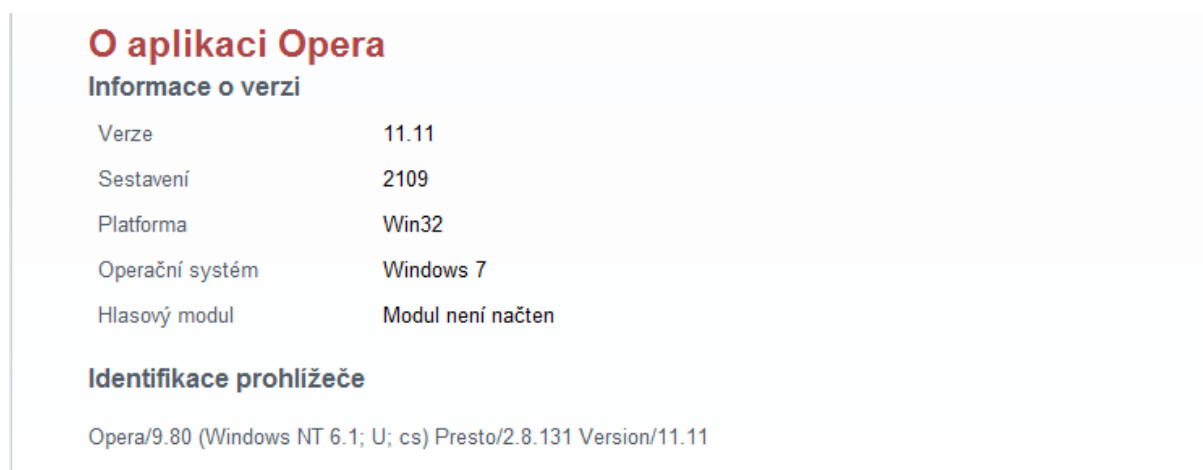 O aplikaci Opera
Informace o verzi
Verze 11.11
Sestavení 2109
Platforma Win32
Operační systém Windows 7
Hlasový modul Modul není načten
Identifikace prohlížeče
Opera/9.80 (Windows NT 6.1; U; cs) Presto/2.8.131 Version/11.11